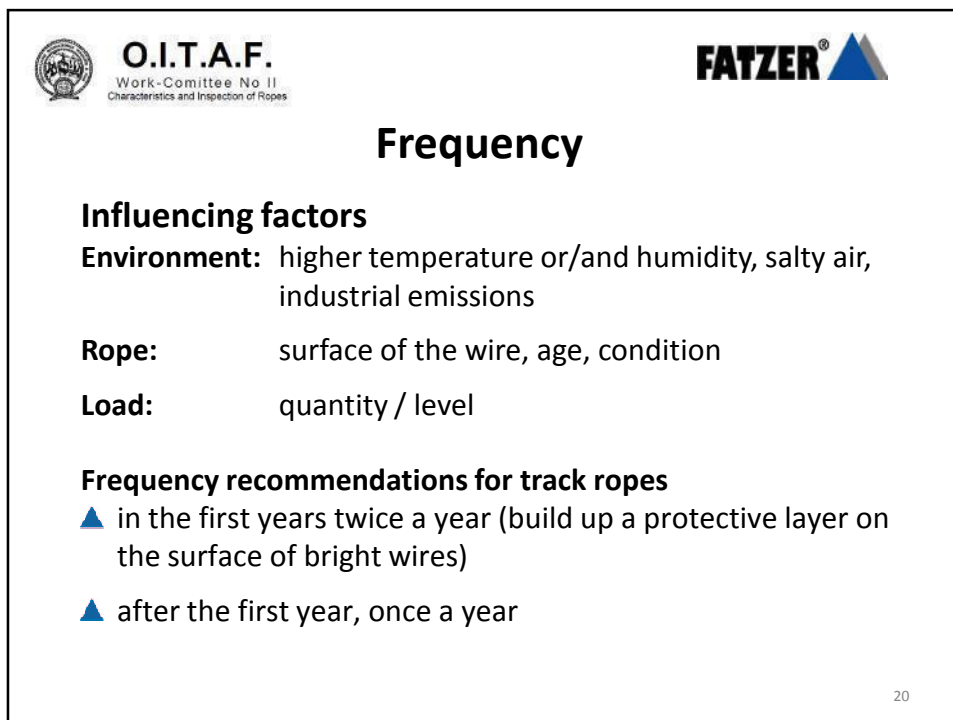 O.I.T.A.F.
Work-Comittee No II
Characteristics and Inspection of Ropes
FATZER®
Frequency
Influencing factors
Environment: higher temperature or/and humidity, salty air,
industrial emissions
Rope: surface of the wire, age, condition
Load: quantity / level
Frequency recommendations for track ropes
in the first years twice a year (build up a protective layer on
the surface of bright wires)
after the first year, once a year
20